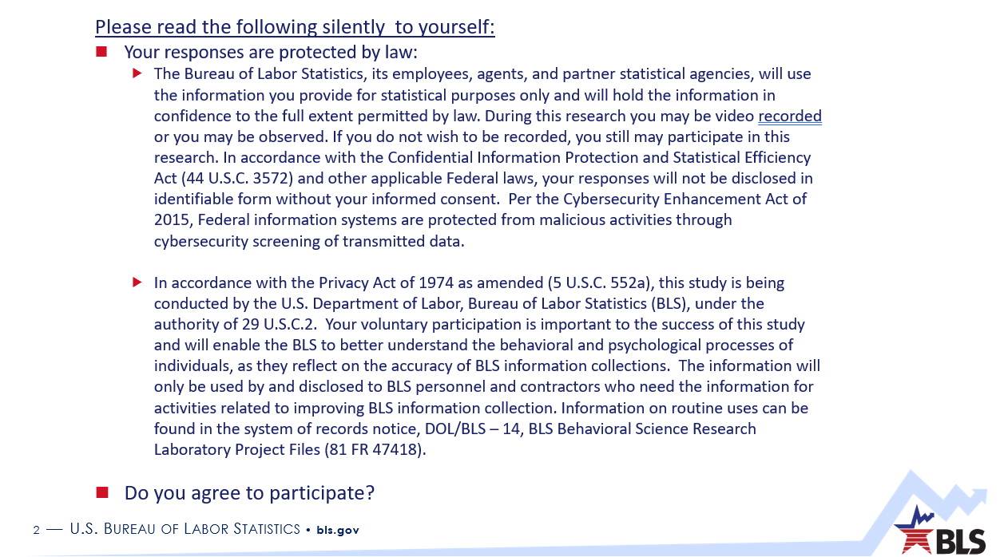 Please read the following silently  to yourself:
Your responses are protected by law:
The Bureau of Labor Statistics, its employees, agents, and partner statistical agencies, will use
the information you provide for statistical purposes only and will hold the information in
confidence to the full extent permitted by law. During this research you may be video recorded
or you may be observed. If you do not wish to be recorded, you still may participate in this
research. In accordance with the Confidential Information Protection and Statistical Efficiency
Act (44 U.S.C. 3572) and other applicable Federal laws, your responses will not be disclosed in
identifiable form without your informed consent.  Per the Cybersecurity Enhancement Act of
2015, Federal information systems are protected from malicious activities through
cybersecurity screening of transmitted data.
In accordance with the Privacy Act of 1974 as amended (5 U.S.C. 552a), this study is being
conducted by the U.S. Department of Labor, Bureau of Labor Statistics (BLS), under the
authority of 29 U.S.C.2.  Your voluntary participation is important to the success of this study
and will enable the BLS to better understand the behavioral and psychological processes of
individuals, as they reflect on the accuracy of BLS information collections.  The information will
only be used by and disclosed to BLS personnel and contractors who need the information for
activities related to improving BLS information collection. Information on routine uses can be
found in the system of records notice, DOL/BLS – 14, BLS Behavioral Science Research
Laboratory Project Files (81 FR 47418).
Do you agree to participate?
2 — U.S. BUREAU OF LABOR STATISTICS • bls.gov
BLS